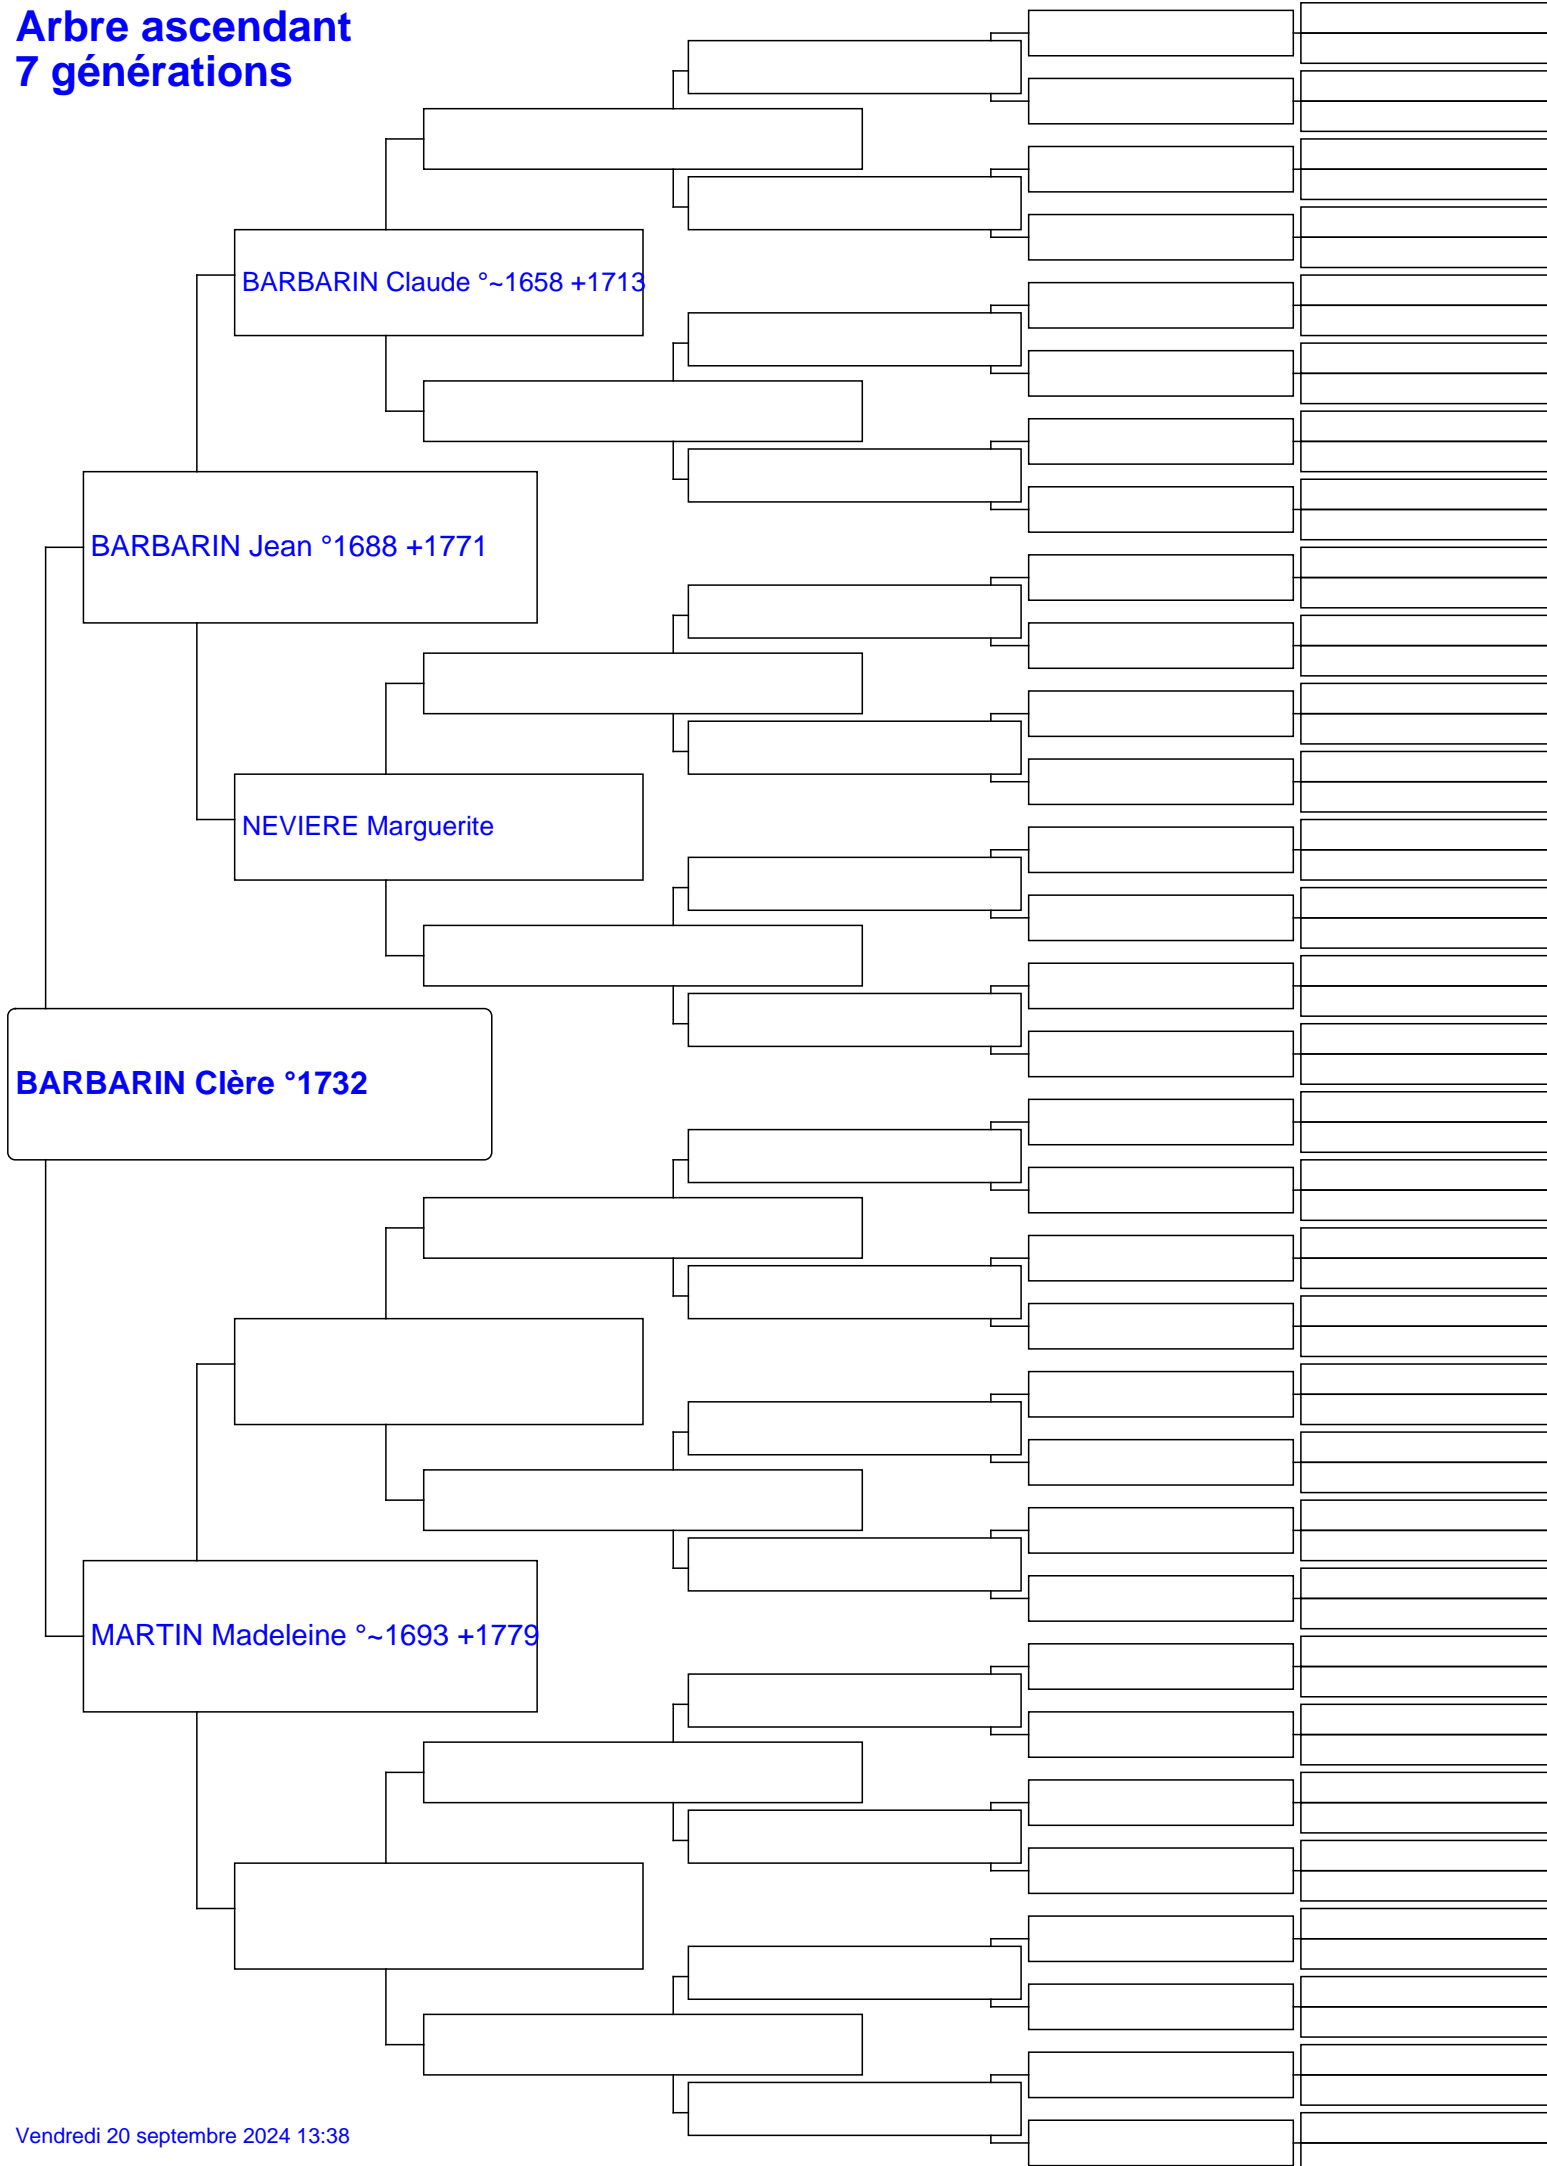 Arbre ascendant
7 générations
BARBARIN Claude °~1658 +1713
BARBARIN Jean °1688 +1771
NEVIERE Marguerite
BARBARIN Clère °1732
MARTIN Madeleine °~1693 +1779
Vendredi 20 septembre 2024 13:38